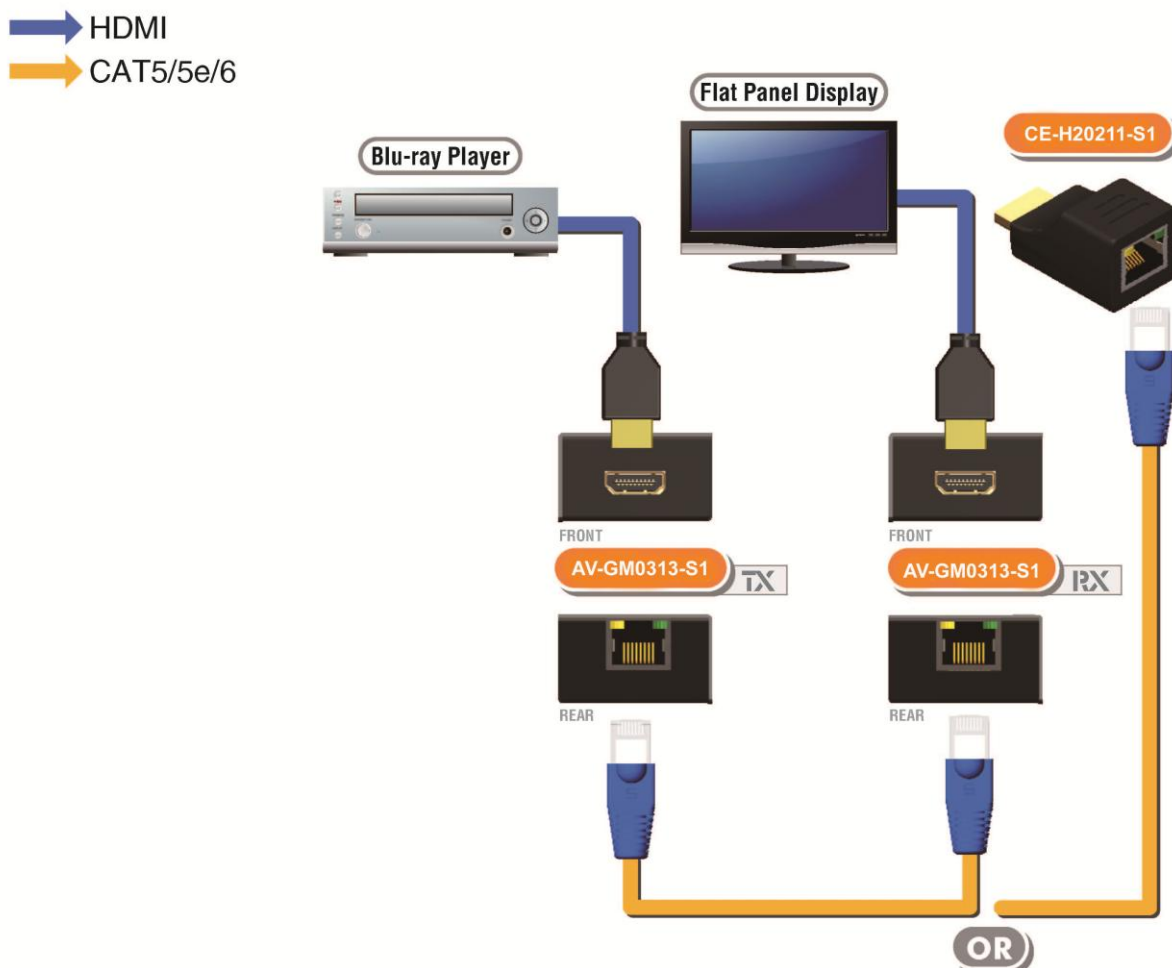 HDMI
CAT5/5e/6
Flat Panel Display
CE-H20211-S1
Blu-ray Player
FRONT
FRONT
AV-GM0313-S1
TX
AV-GM0313-S1
RX
REAR
REAR
OR